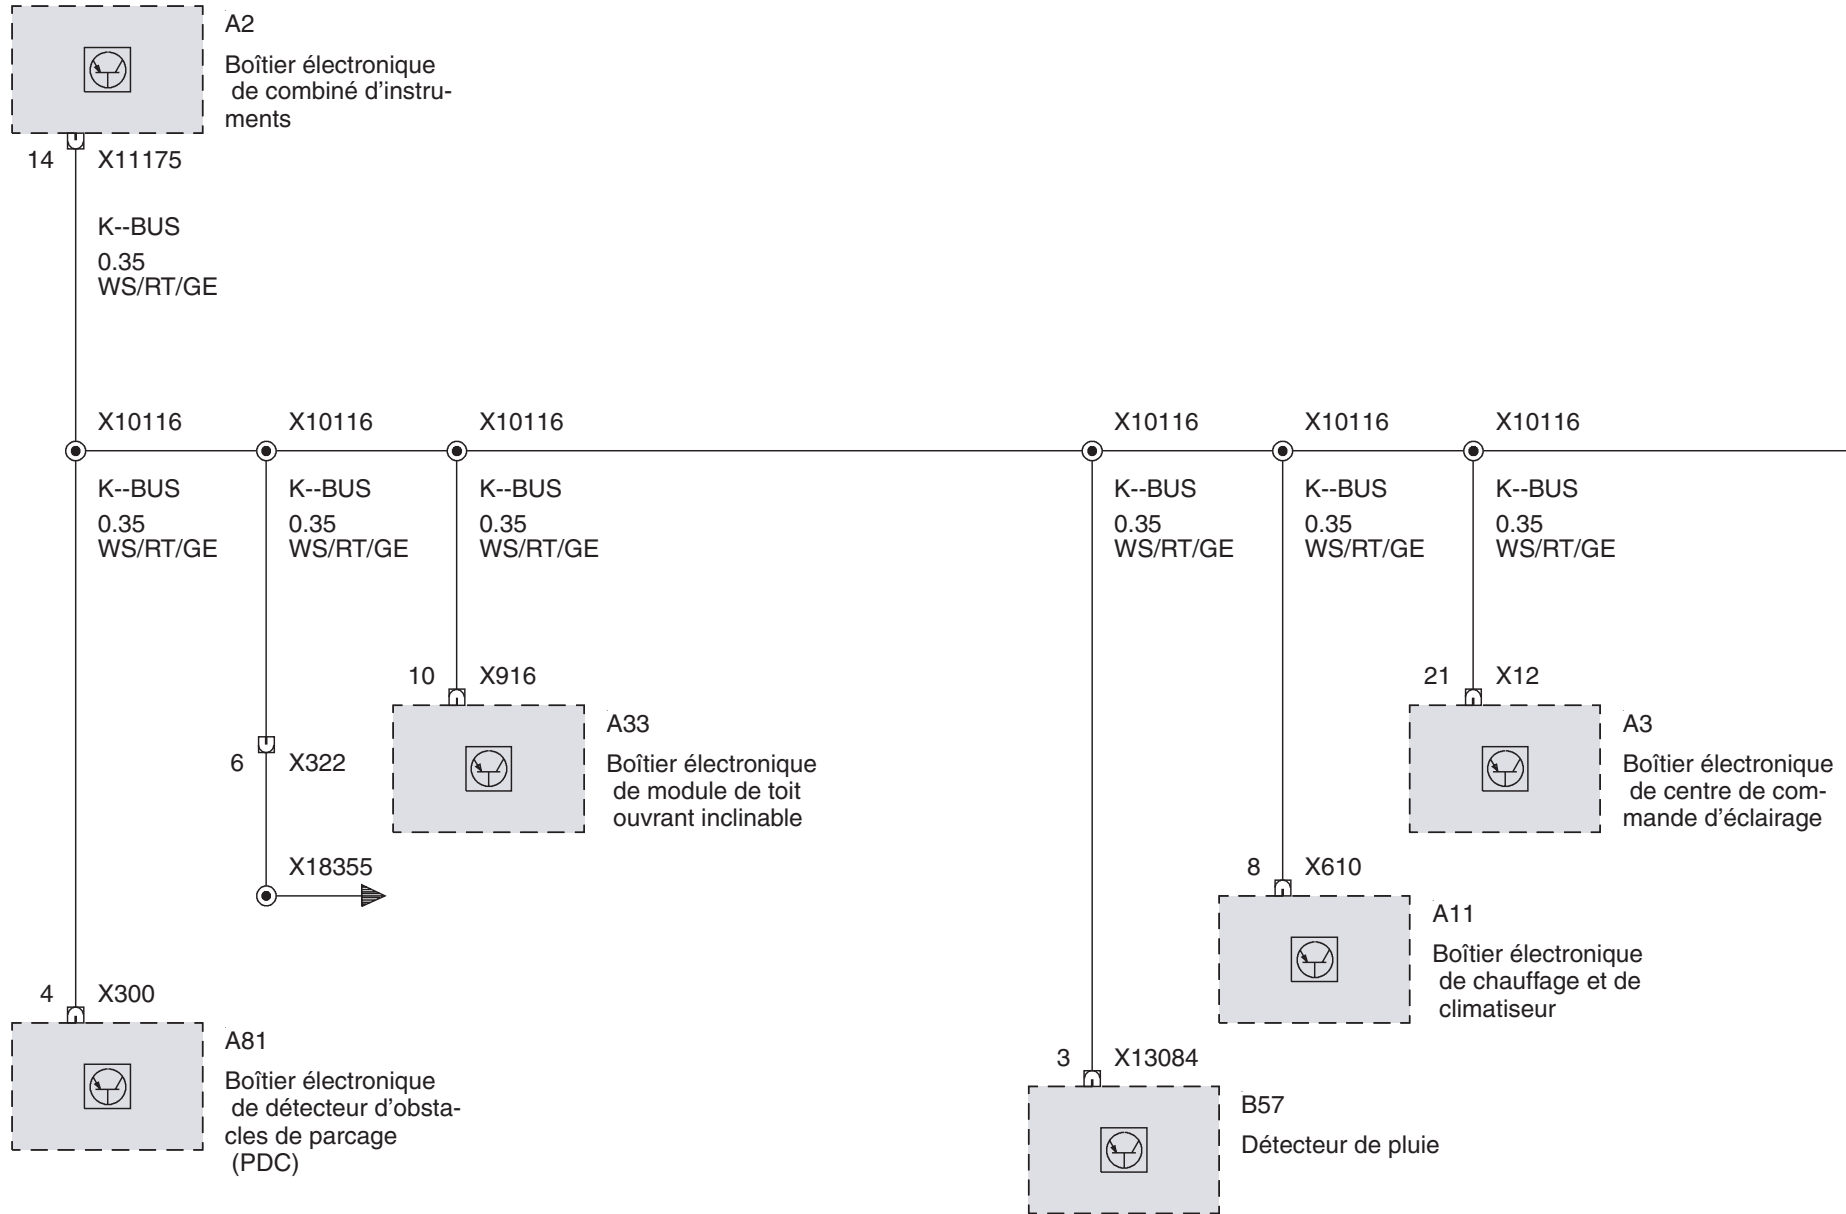 A2
Boîtier électronique
de combiné d'instru-
ments
14 X11175
K--BUS
0.35
WS/RT/GE
X10116 X10116 X10116 X10116 X10116 X10116
K--BUS K--BUS K--BUS K--BUS K--BUS K--BUS
0.35 0.35 0.35 0.35 0.35 0.35
WS/RT/GE WS/RT/GE WS/RT/GE WS/RT/GE WS/RT/GE WS/RT/GE
10 X916
21 X12
A33
Boîtier électronique
de module de toit
ouvrant inclinable
A3
Boîtier électronique
de centre de com-
mande d'éclairage
6 X322
X18355
8 X610
A11
Boîtier électronique
de chauffage et de
climatiseur
4 X300
A81
Boîtier électronique
de détecteur d'obsta-
cles de parcage
(PDC)
3 X13084
B57
Détecteur de pluie